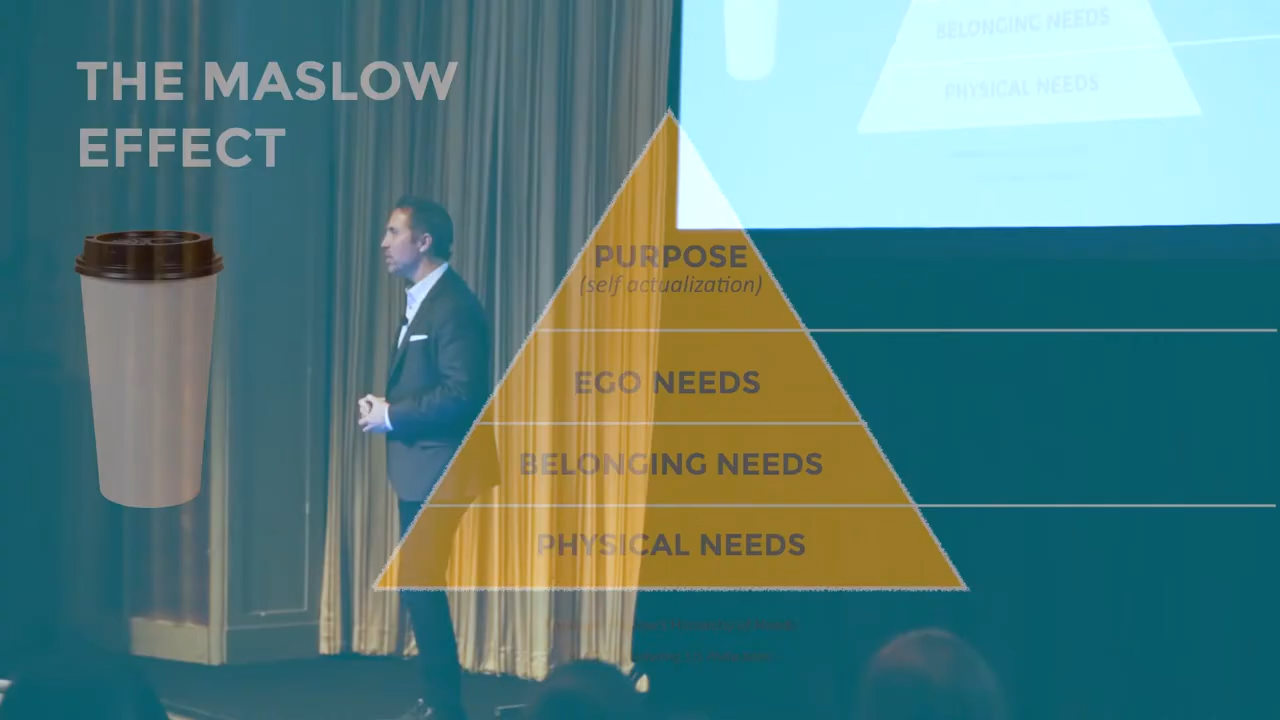 THE MASLOW
EFFECT
BELONGING NEEDS
PHYSICAL NEEDS
PURPOSE
(self actualization)
EGO NEEDS
BELONGING NEEDS
PHYSICAL NEEDS